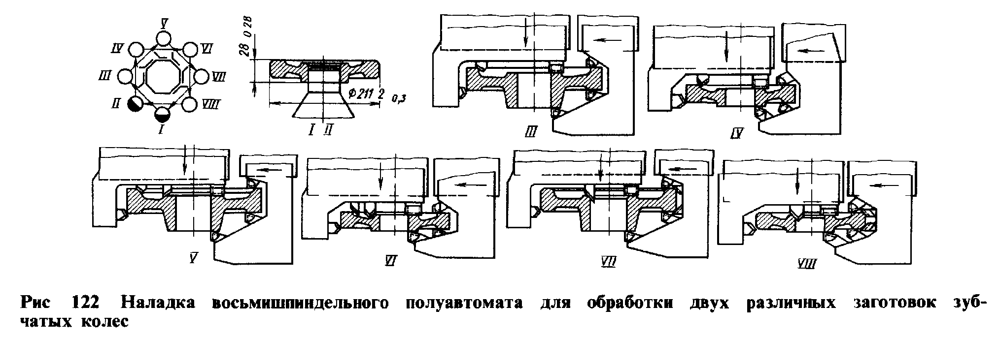 V
IV
VI
III
VII
II
VIII
I
28 0 28
Ф211 2 0,3
I II
III
IV
V
VI
VII
VIII
Рис 122 Наладка восьмишпиндельного полуавтомата для обработки двух различных заготовок зуб-
чатых колес